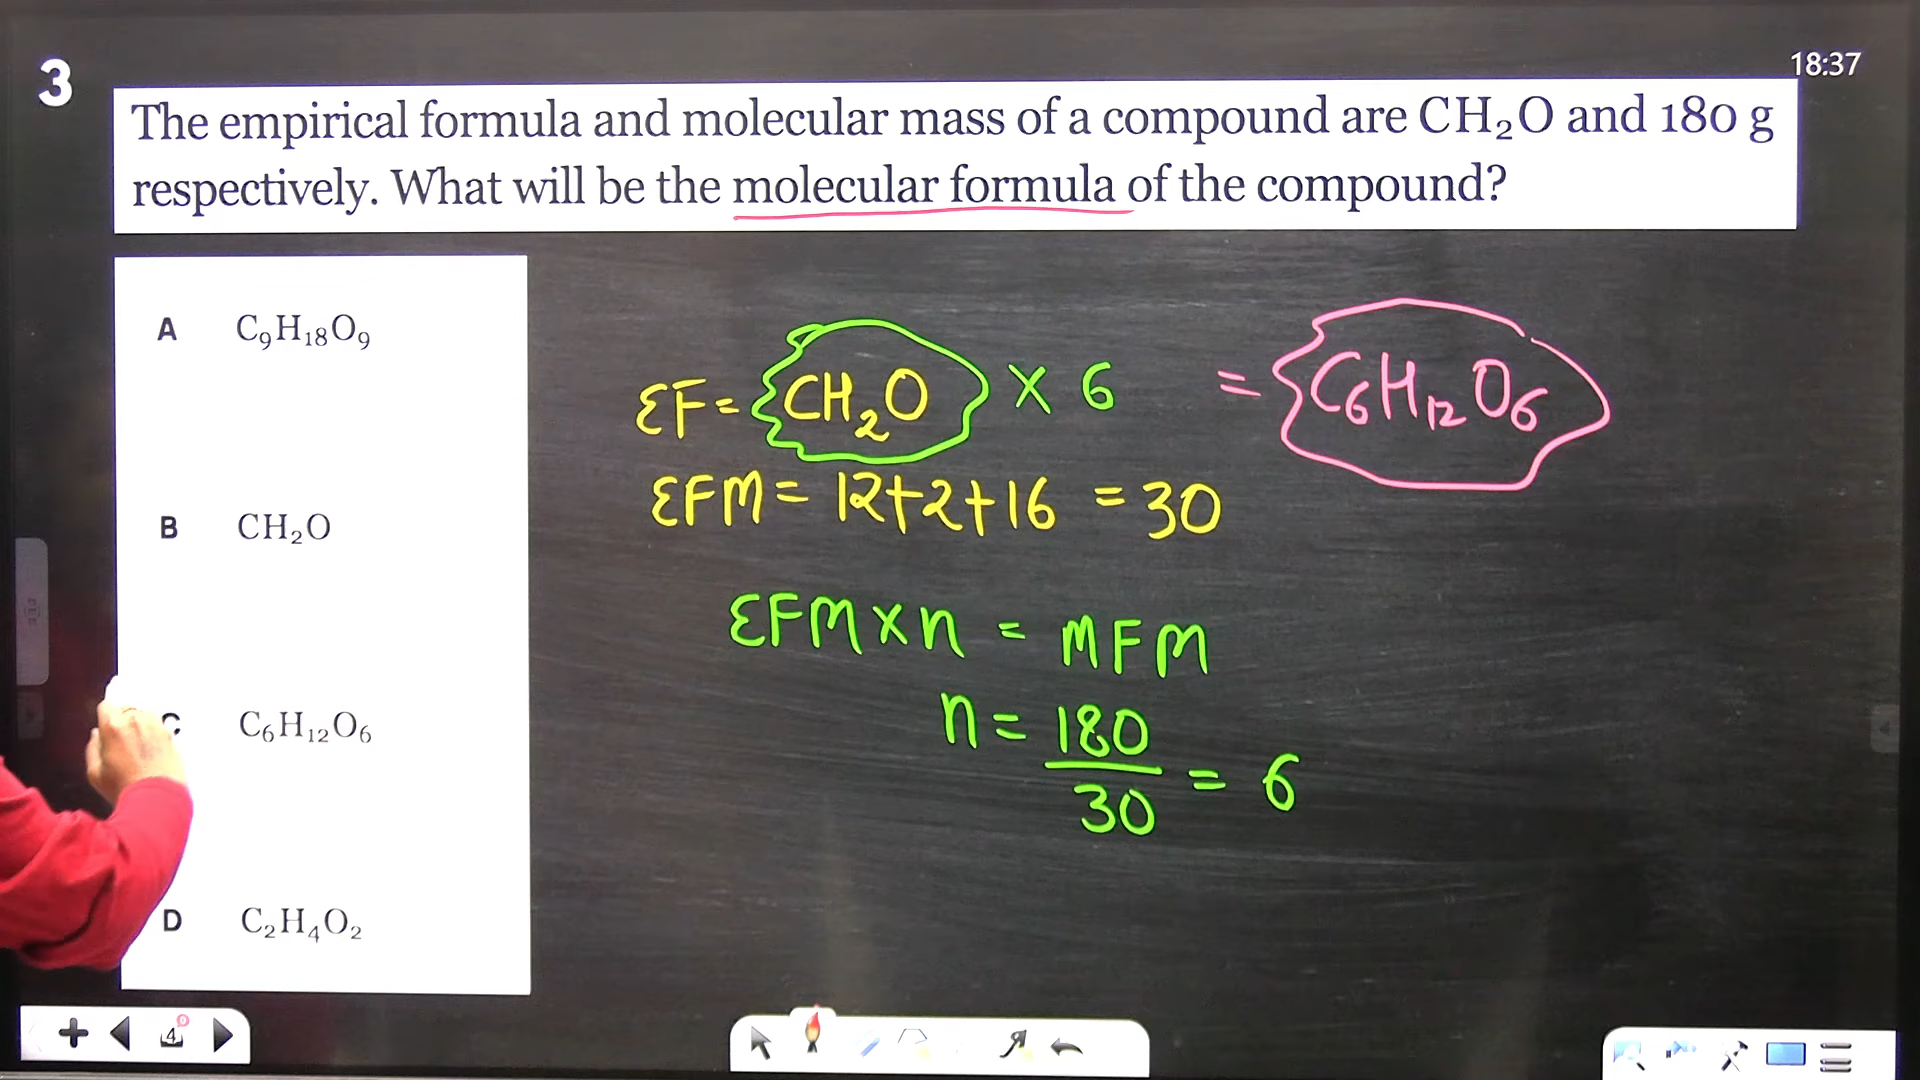 18:37
3
The empirical formula and molecular mass of a compound are CH₂O and 180 g
respectively. What will be the molecular formula of the compound?
A C₉H₁₈O₉
B CH₂O
C C₆H₁₂O₆
D C₂H₄O₂
EF = CH₂O × 6 = C₆H₁₂O₆
EFM = 12+2+16 = 30
EFM × n = MFM
n = 180/30 = 6
4